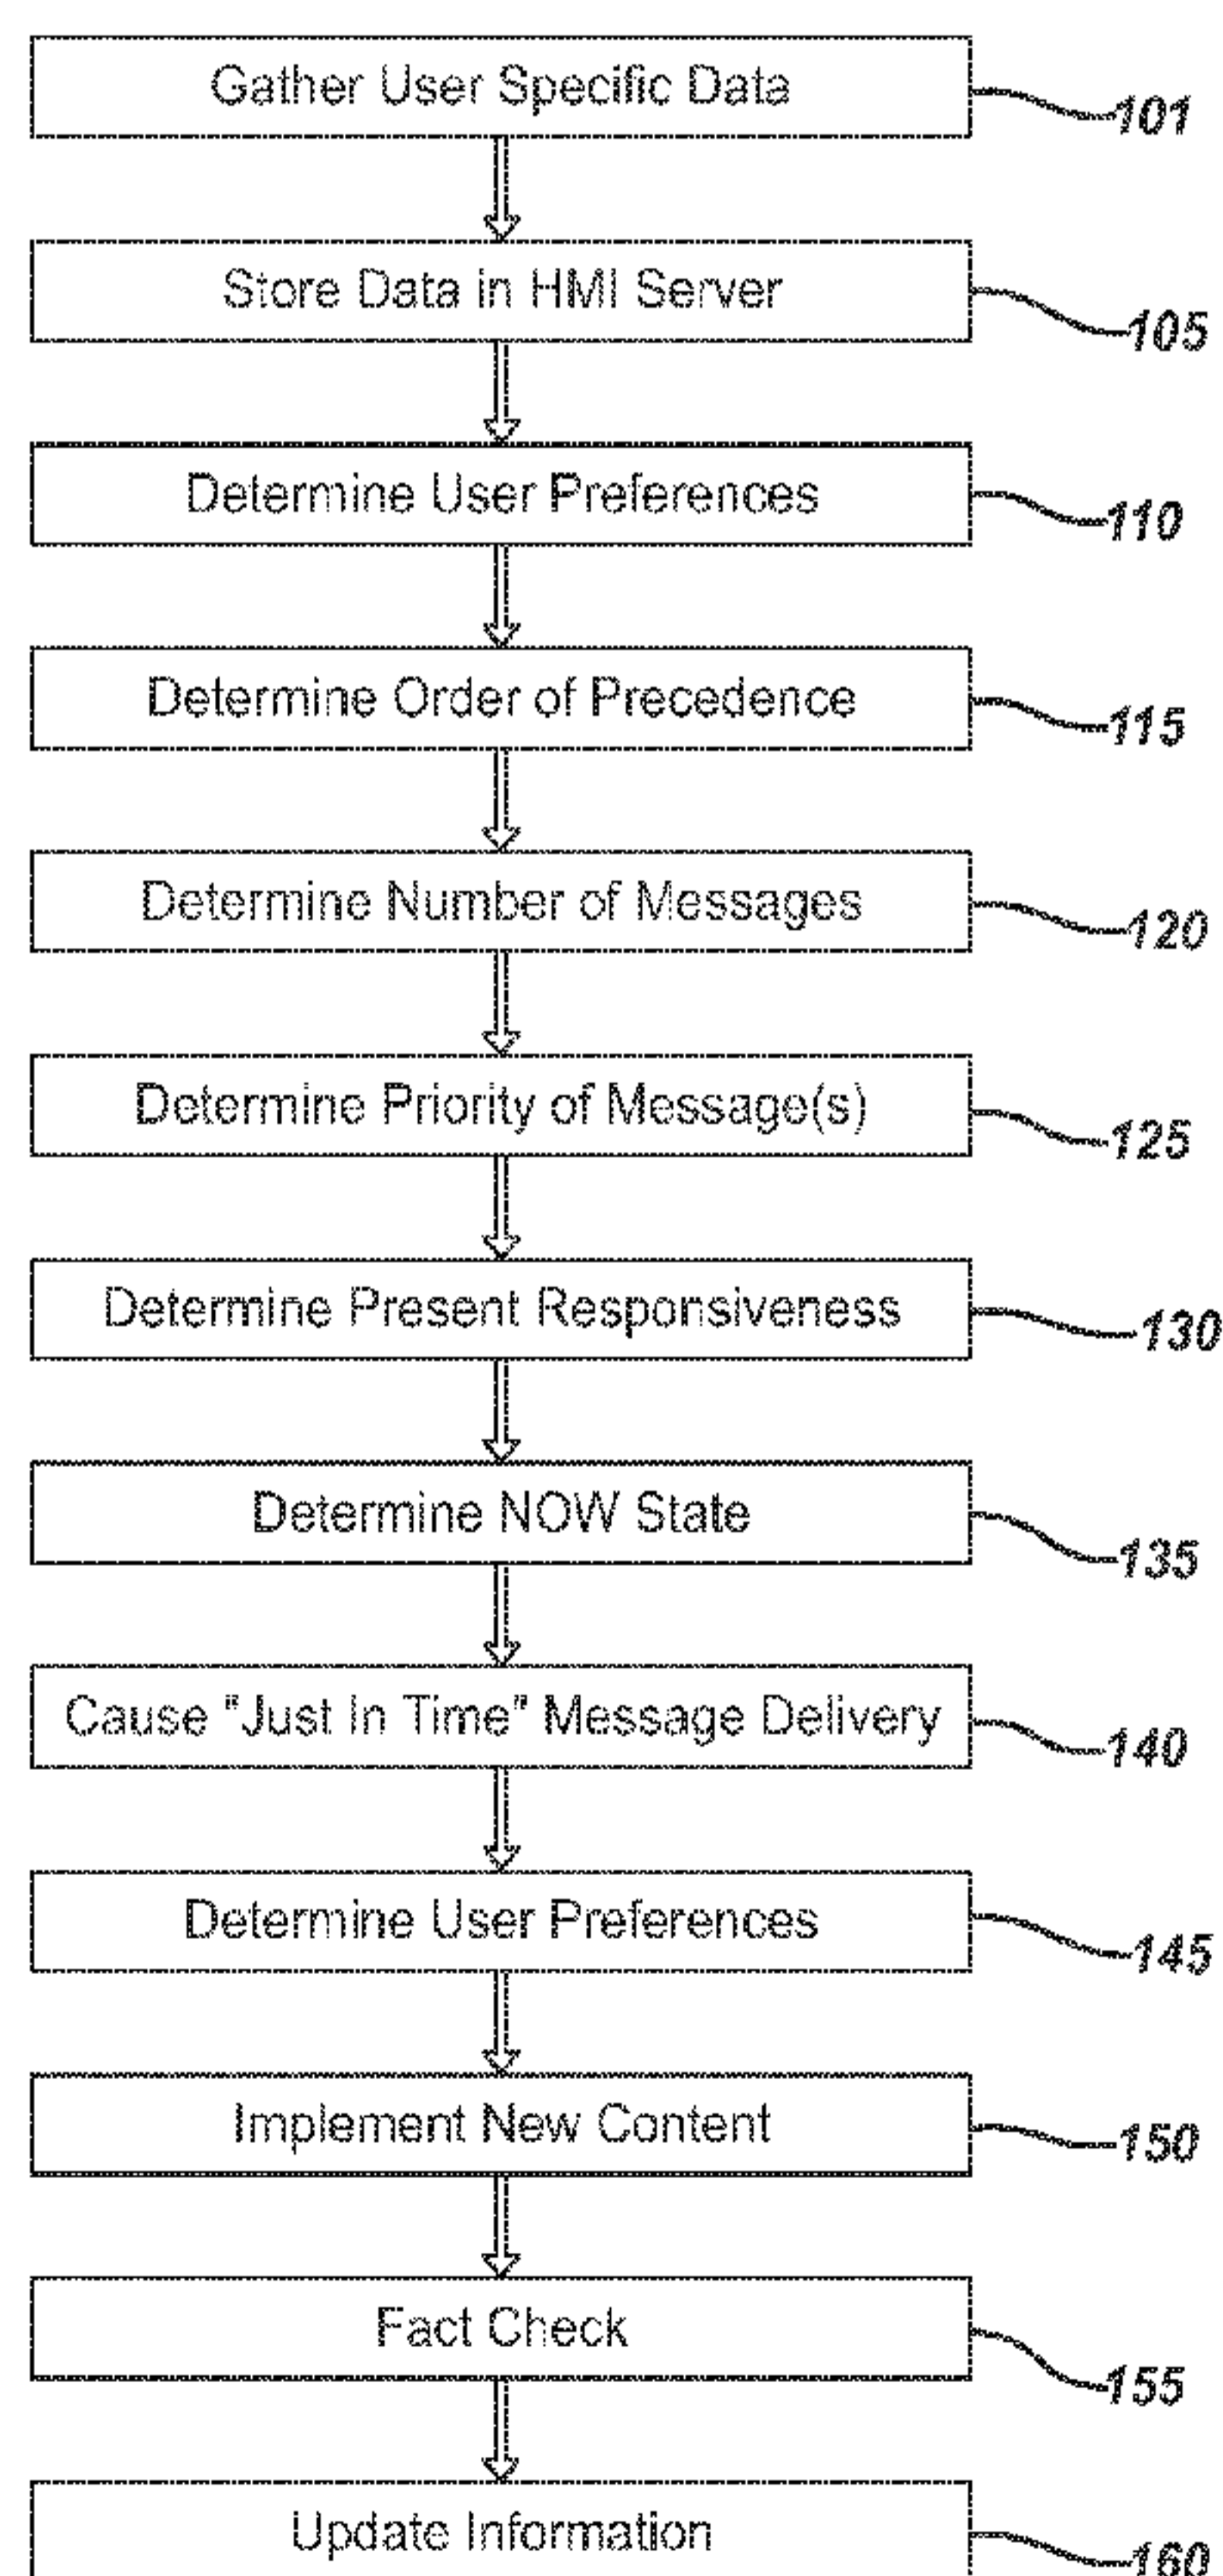 Gather User Specific Data
101
Store Data in HMI Server
105
Determine User Preferences
110
Determine Order of Precedence
115
Determine Number of Messages
120
Determine Priority of Message(s)
125
Determine Present Responsiveness
130
Determine NOW State
135
Cause "Just In Time" Message Delivery
140
Determine User Preferences
145
Implement New Content
150
Fact Check
155
Update Information
160